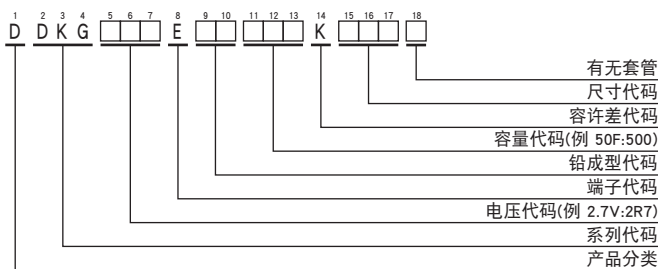 1 2 3 4 5 6 7 8 9 10 11 12 13 14 15 16 17 18
D DKG □□□ E □□ □□□ K □□□ □
有无套管
尺寸代码
容许差代码
容量代码(例 50F:500)
铅成型代码
端子代码
电压代码(例 2.7V:2R7)
系列代码
产品分类